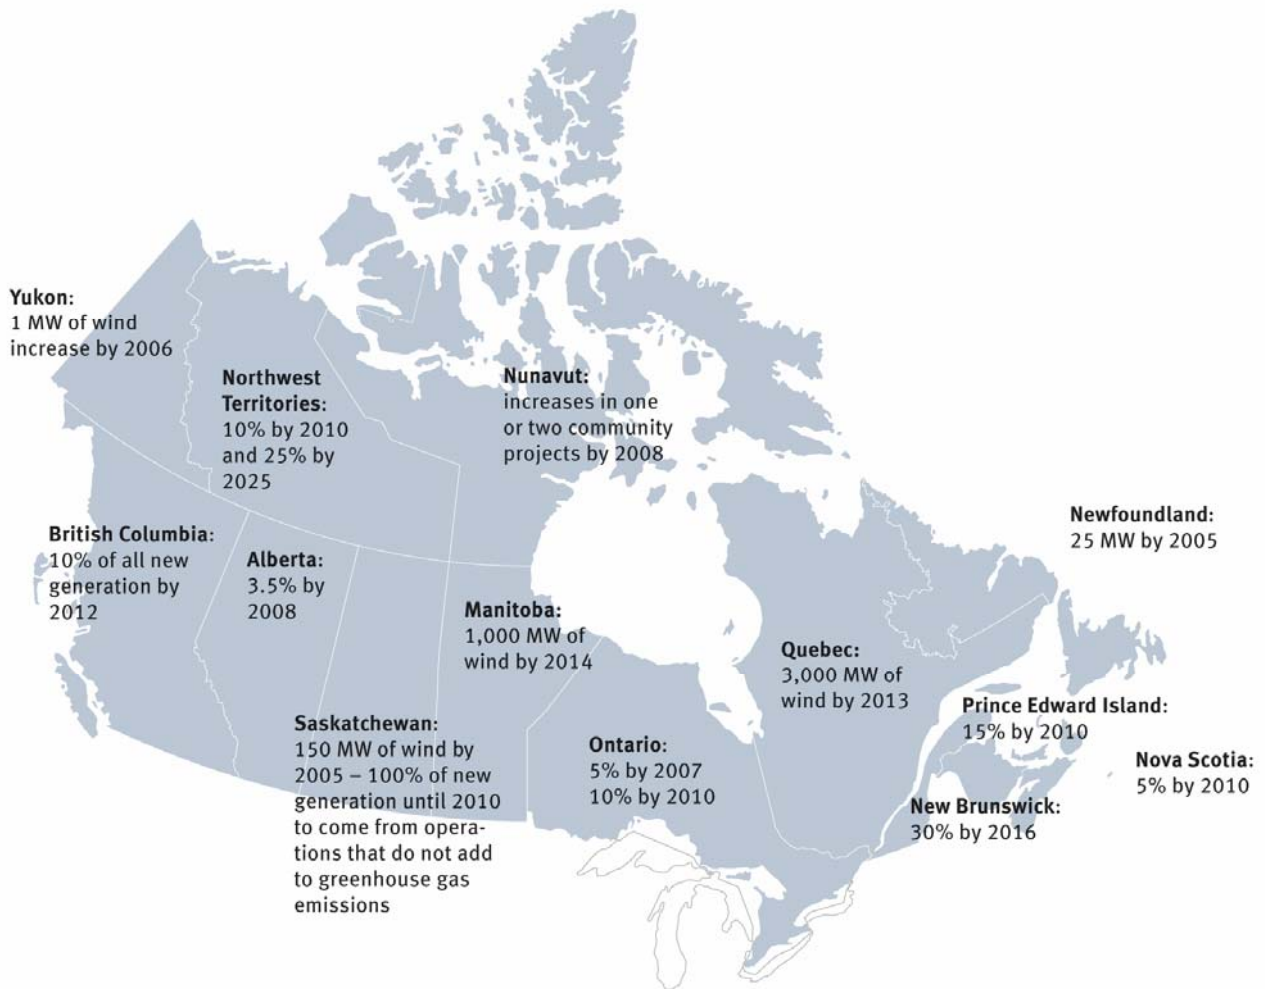 Yukon:
1 MW of wind
increase by 2006
Northwest
Territories:
10% by 2010
and 25% by
2025
Nunavut:
increases in one
or two community
projects by 2008
British Columbia:
10% of all new
generation by
2012
Alberta:
3.5% by
2008
Manitoba:
1,000 MW of
wind by 2014
Saskatchewan:
150 MW of wind by
2005 – 100% of new
generation until 2010
to come from opera-
tions that do not add
to greenhouse gas
emissions
Ontario:
5% by 2007
10% by 2010
Quebec:
3,000 MW of
wind by 2013
Newfoundland:
25 MW by 2005
Prince Edward Island:
15% by 2010
Nova Scotia:
5% by 2010
New Brunswick:
30% by 2016